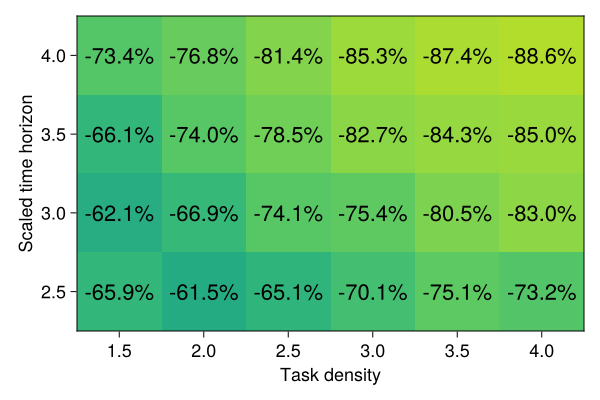 Scaled time horizon
4.0 -73.4% -76.8% -81.4% -85.3% -87.4% -88.6%
3.5 -66.1% -74.0% -78.5% -82.7% -84.3% -85.0%
3.0 -62.1% -66.9% -74.1% -75.4% -80.5% -83.0%
2.5 -65.9% -61.5% -65.1% -70.1% -75.1% -73.2%
1.5 2.0 2.5 3.0 3.5 4.0
Task density